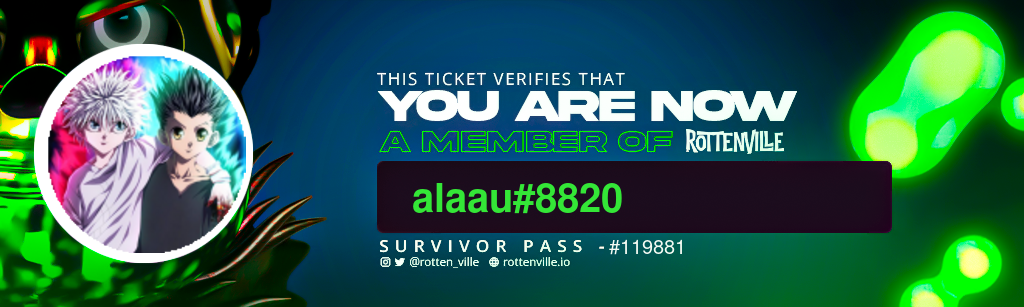 THIS TICKET VERIFIES THAT
YOU ARE NOW
A MEMBER OF ROTTENVILLE
alaau#8820
SURVIVOR PASS - #119881
@rotten_ville rottenville.io